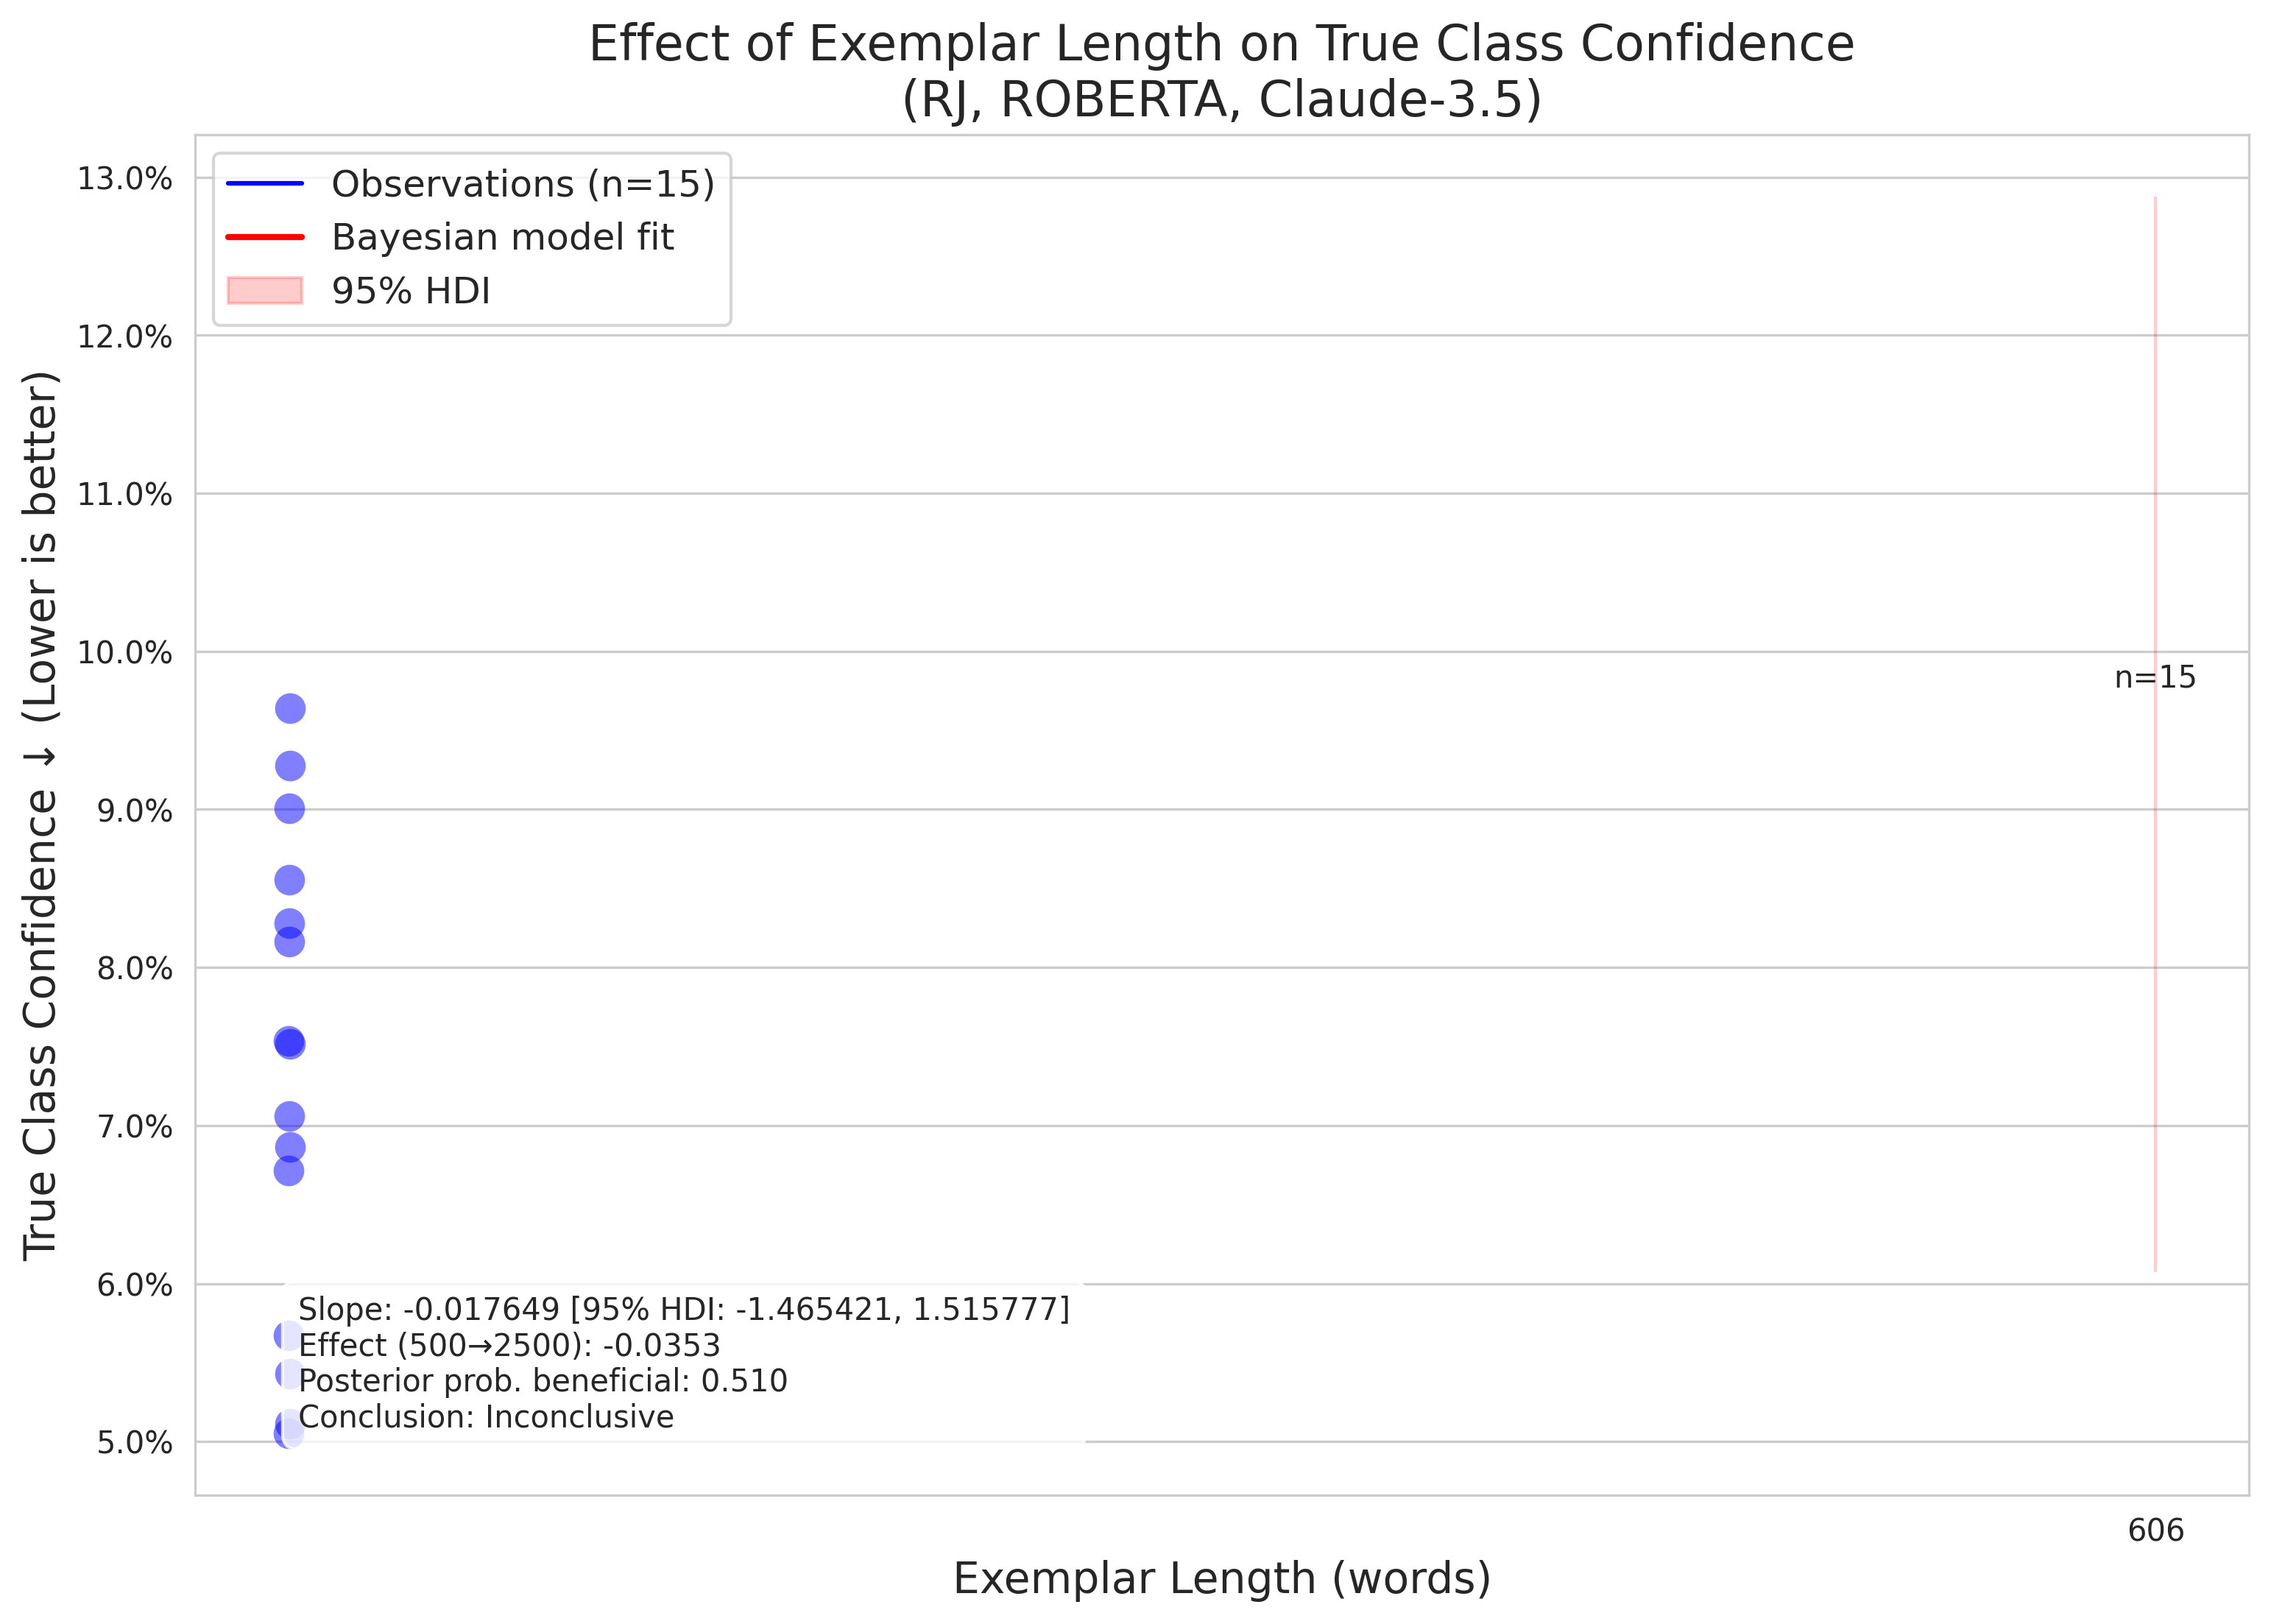 Effect of Exemplar Length on True Class Confidence
(RJ, ROBERTA, Claude-3.5)
Observations (n=15)
Bayesian model fit
95% HDI
True Class Confidence ↓ (Lower is better)
13.0%
12.0%
11.0%
10.0%
9.0%
8.0%
7.0%
6.0%
5.0%
n=15
Slope: -0.017649 [95% HDI: -1.465421, 1.515777]
Effect (500→2500): -0.0353
Posterior prob. beneficial: 0.510
Conclusion: Inconclusive
606
Exemplar Length (words)